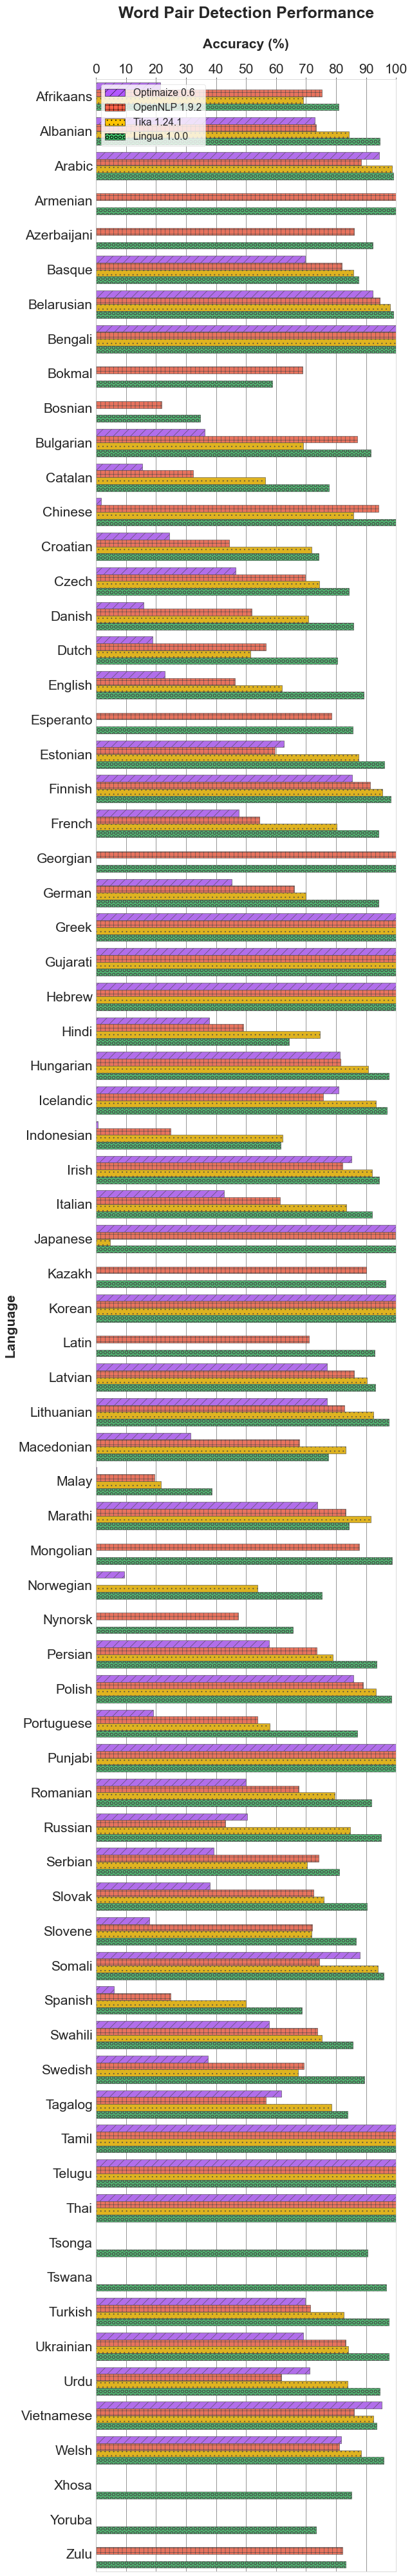 Word Pair Detection Performance
Accuracy (%)
0 10 20 30 40 50 60 70 80 90 100
Optimaize 0.6
OpenNLP 1.9.2
Tika 1.24.1
Lingua 1.0.0
Afrikaans
Albanian
Arabic
Armenian
Azerbaijani
Basque
Belarusian
Bengali
Bokmal
Bosnian
Bulgarian
Catalan
Chinese
Croatian
Czech
Danish
Dutch
English
Esperanto
Estonian
Finnish
French
Georgian
German
Greek
Gujarati
Hebrew
Hindi
Hungarian
Icelandic
Indonesian
Irish
Italian
Japanese
Kazakh
Language
Korean
Latin
Latvian
Lithuanian
Macedonian
Malay
Marathi
Mongolian
Norwegian
Nynorsk
Persian
Polish
Portuguese
Punjabi
Romanian
Russian
Serbian
Slovak
Slovene
Somali
Spanish
Swahili
Swedish
Tagalog
Tamil
Telugu
Thai
Tsonga
Tswana
Turkish
Ukrainian
Urdu
Vietnamese
Welsh
Xhosa
Yoruba
Zulu